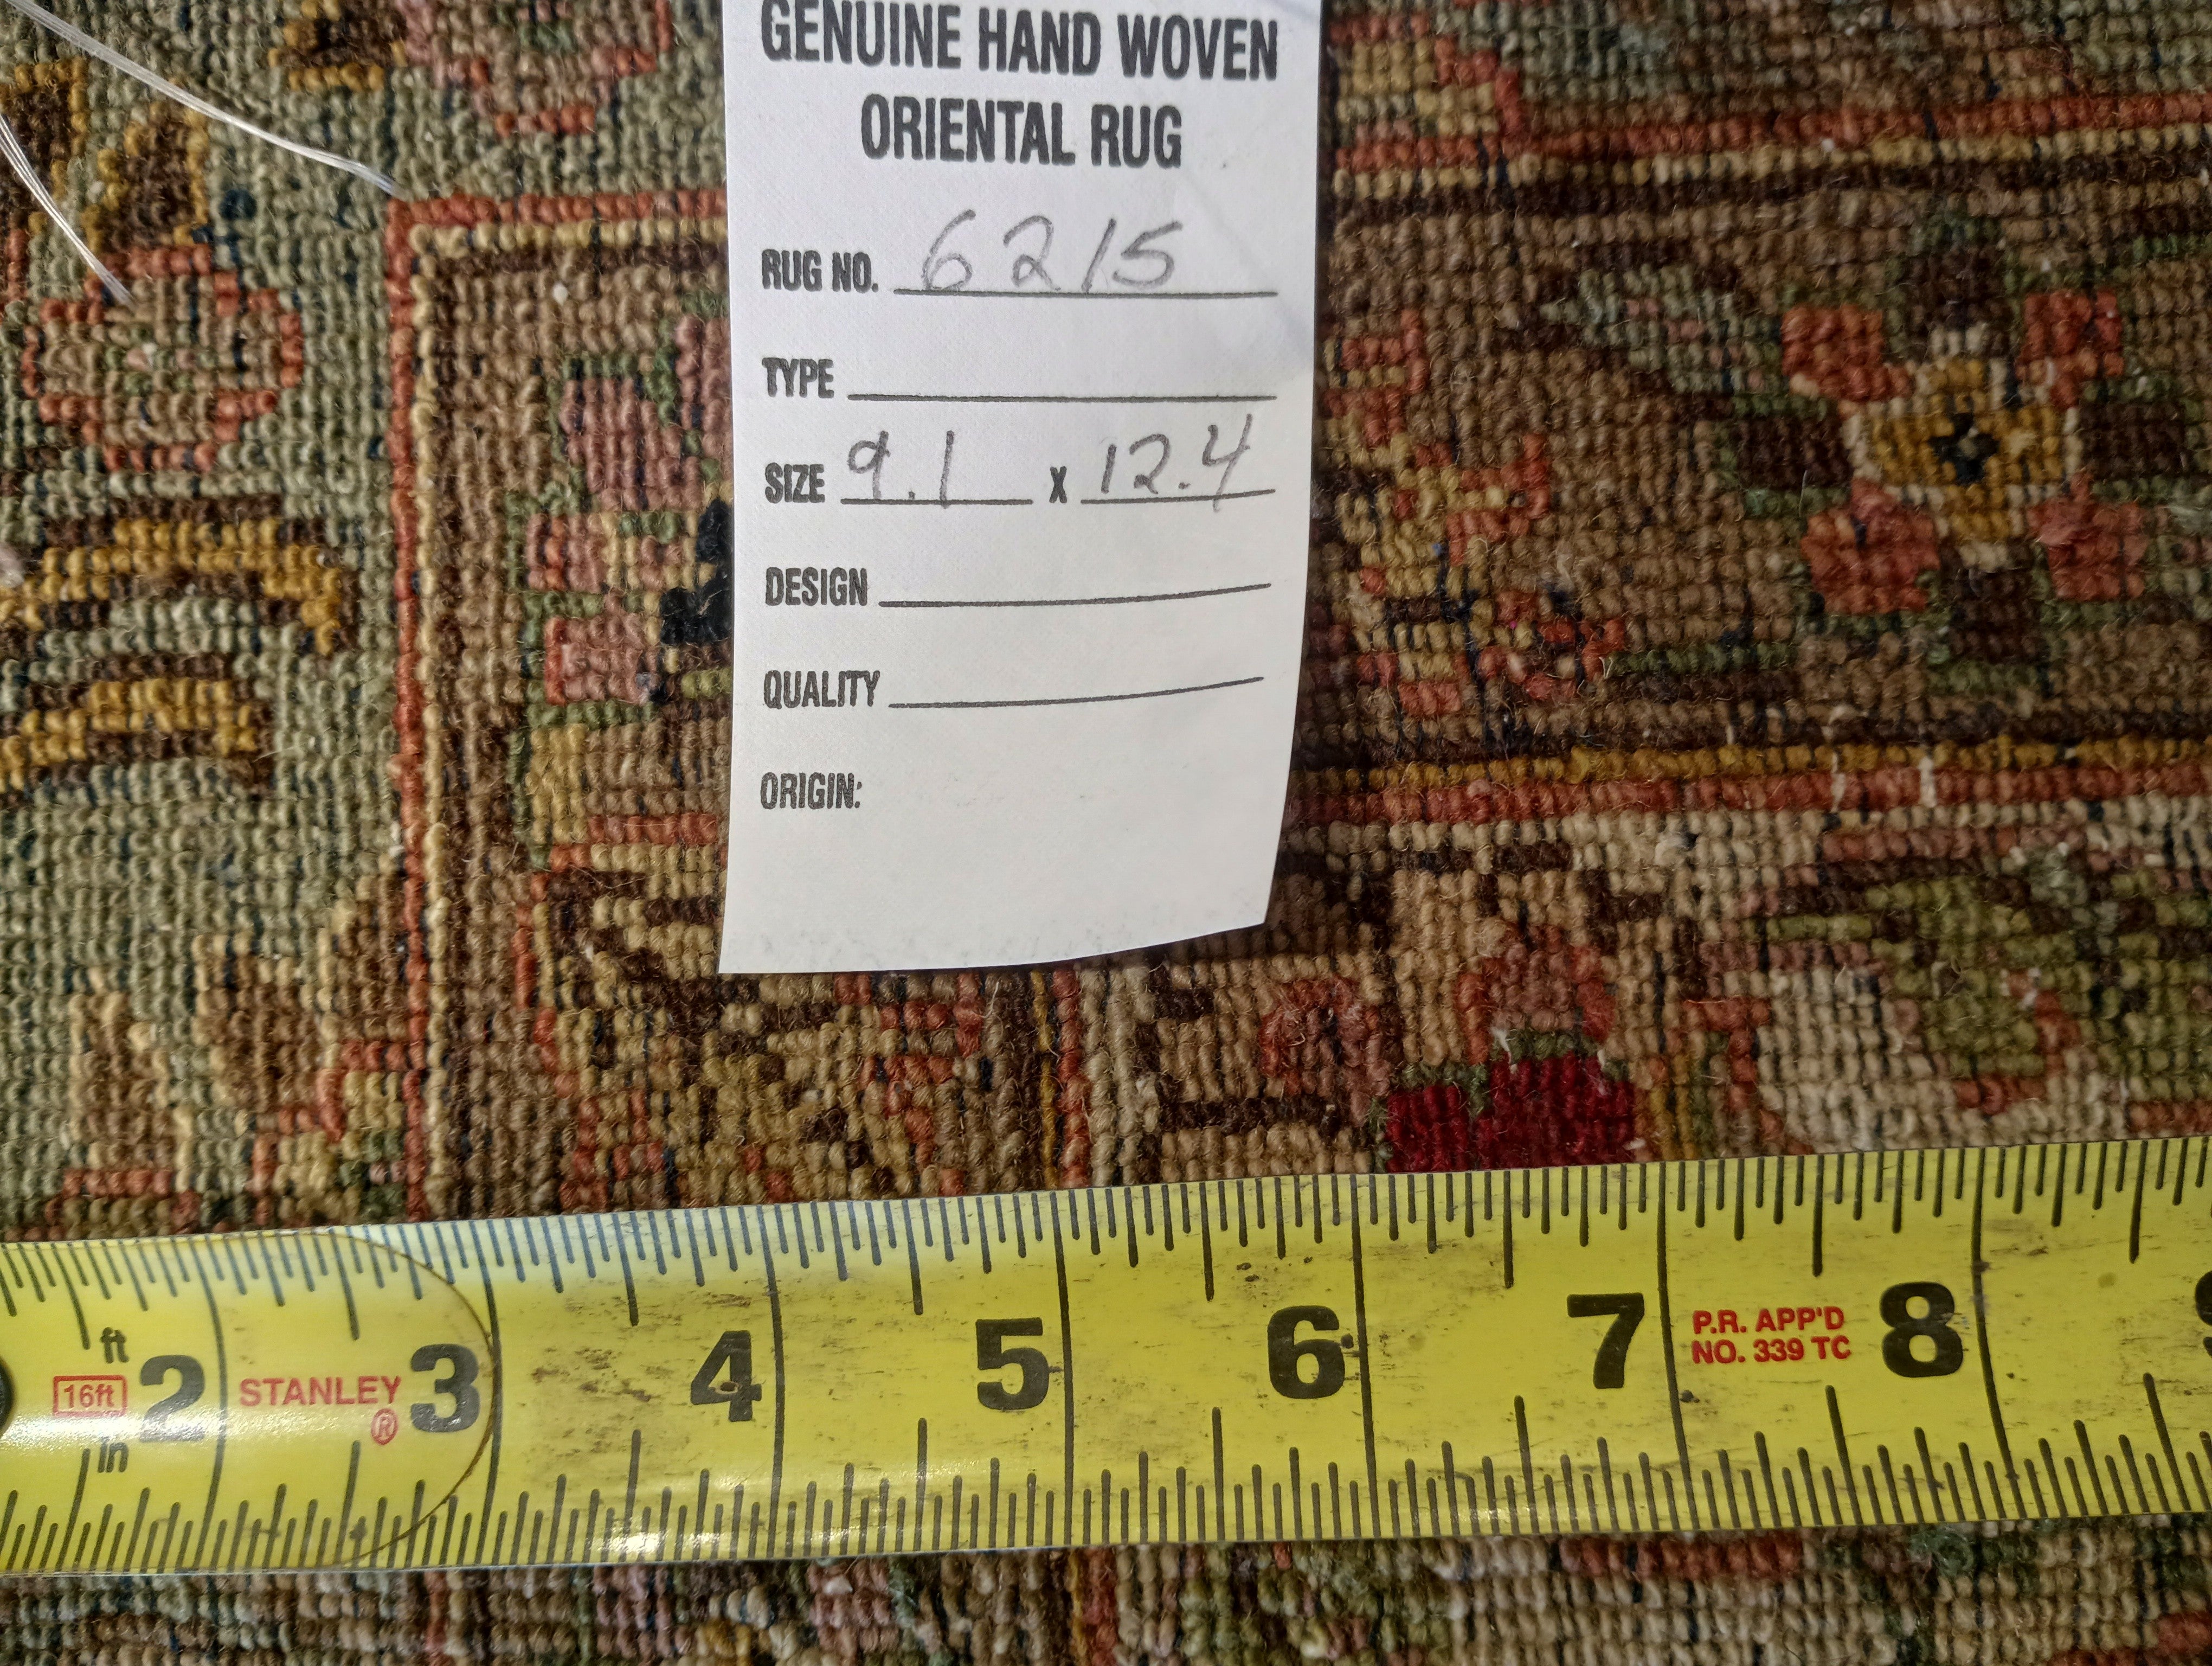 GENUINE HAND WOVEN
ORIENTAL RUG
RUG NO. 6215
TYPE
SIZE 9.1 x 12.4
DESIGN
QUALITY
ORIGIN:
ft
16ft 2 STANLEY ® 3 4 5 6 7 P.R. APP'D 8 9
NO. 339 TC
in